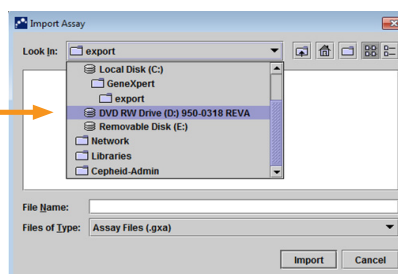 Import Assay
Look In: export
Local Disk (C:)
GeneXpert
export
DVD RW Drive (D:) 950-0318 REVA
Removable Disk (E:)
Network
Libraries
Cepheid-Admin
File Name:
Files of Type: Assay Files (.gxa)
Import Cancel